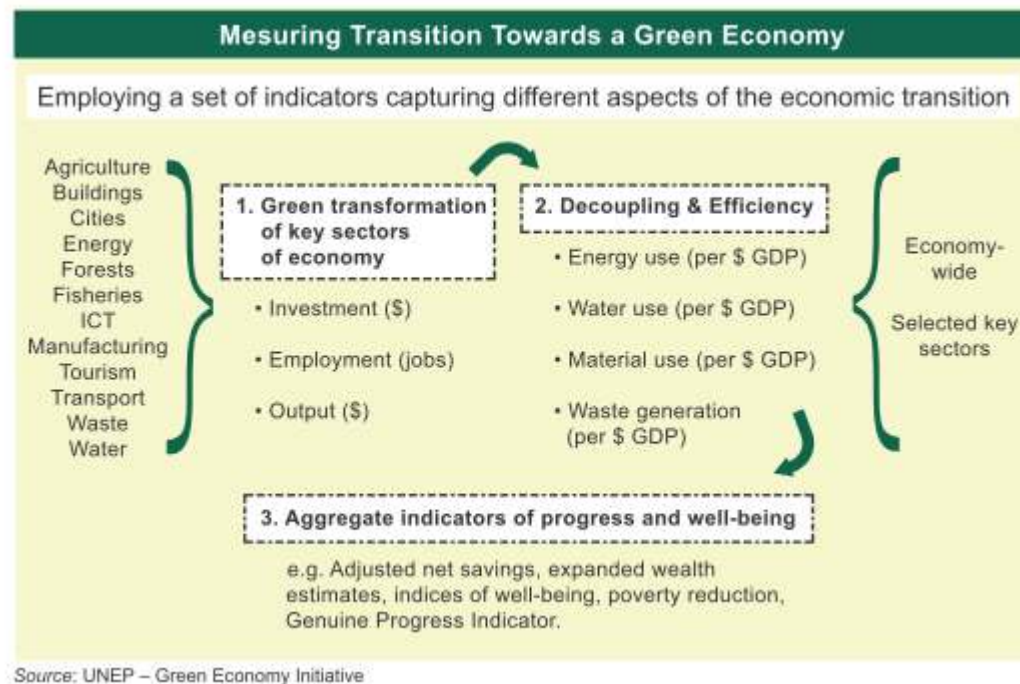 Mesuring Transition Towards a Green Economy
Employing a set of indicators capturing different aspects of the economic transition
Agriculture
Buildings
Cities
Energy
Forests
Fisheries
ICT
Manufacturing
Tourism
Transport
Waste
Water
1. Green transformation
of key sectors
of economy
• Investment ($)
• Employment (jobs)
• Output ($)
2. Decoupling & Efficiency
• Energy use (per $ GDP)
• Water use (per $ GDP)
• Material use (per $ GDP)
• Waste generation
(per $ GDP)
Economy-
wide
Selected key
sectors
3. Aggregate indicators of progress and well-being
e.g. Adjusted net savings, expanded wealth
estimates, indices of well-being, poverty reduction,
Genuine Progress Indicator.
Source: UNEP – Green Economy Initiative